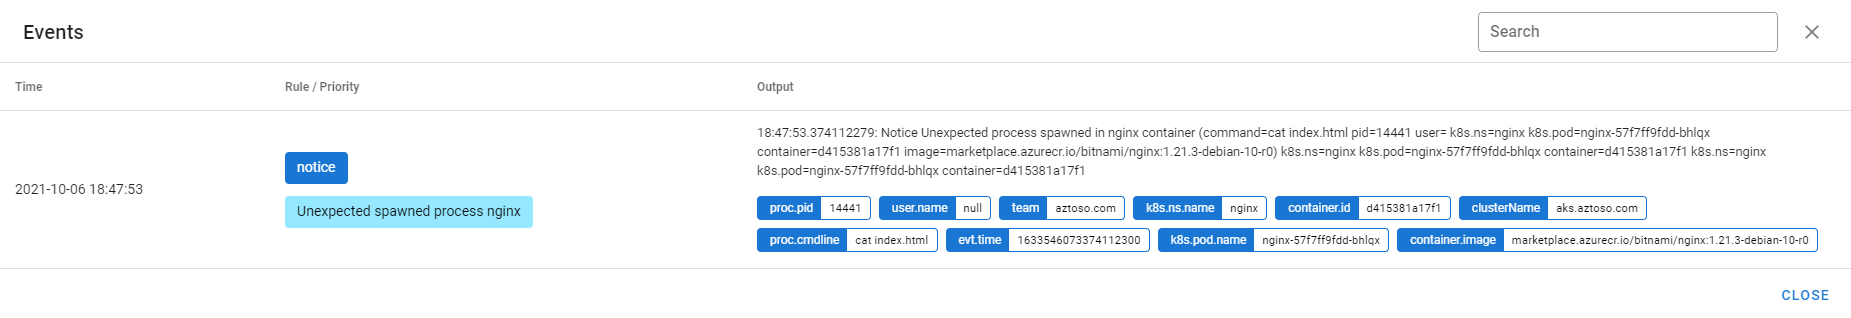 Events
Search
Time
Rule / Priority
Output
2021-10-06 18:47:53
notice
Unexpected spawned process nginx
18:47:53.374112279: Notice Unexpected process spawned in nginx container (command=cat index.html pid=14441 user= k8s.ns=nginx k8s.pod=nginx-57f7ff9fdd-bhlqx
container=d415381a17f1 image=marketplace.azurecr.io/bitnami/nginx:1.21.3-debian-10-r0) k8s.ns=nginx k8s.pod=nginx-57f7ff9fdd-bhlqx container=d415381a17f1 k8s.ns=nginx
k8s.pod=nginx-57f7ff9fdd-bhlqx container=d415381a17f1
proc.pid 14441 user.name null team aztoso.com k8s.ns.name nginx container.id d415381a17f1 clusterName aks.aztoso.com
proc.cmdline cat index.html evt.time 1633546073374112300 k8s.pod.name nginx-57f7ff9fdd-bhlqx container.image marketplace.azurecr.io/bitnami/nginx:1.21.3-debian-10-r0
CLOSE